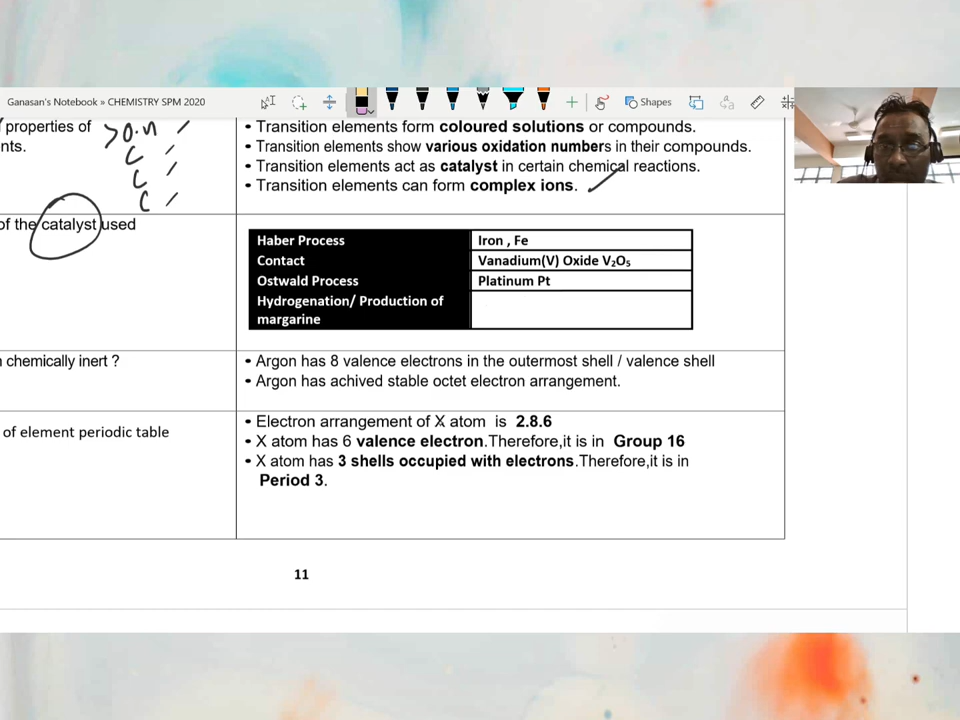 Ganasan's Notebook » CHEMISTRY SPM 2020
Shapes
properties of
nts.
>O.N
C
C
C
• Transition elements form coloured solutions or compounds.
• Transition elements show various oxidation numbers in their compounds.
• Transition elements act as catalyst in certain chemical reactions.
• Transition elements can form complex ions.
of the catalyst used
Haber Process Iron , Fe
Contact Vanadium(V) Oxide V₂O₅
Ostwald Process Platinum Pt
Hydrogenation/ Production of
margarine
chemically inert ?
• Argon has 8 valence electrons in the outermost shell / valence shell
• Argon has achived stable octet electron arrangement.
of element periodic table
• Electron arrangement of X atom is 2.8.6
• X atom has 6 valence electron.Therefore,it is in Group 16
• X atom has 3 shells occupied with electrons.Therefore,it is in
Period 3.
11